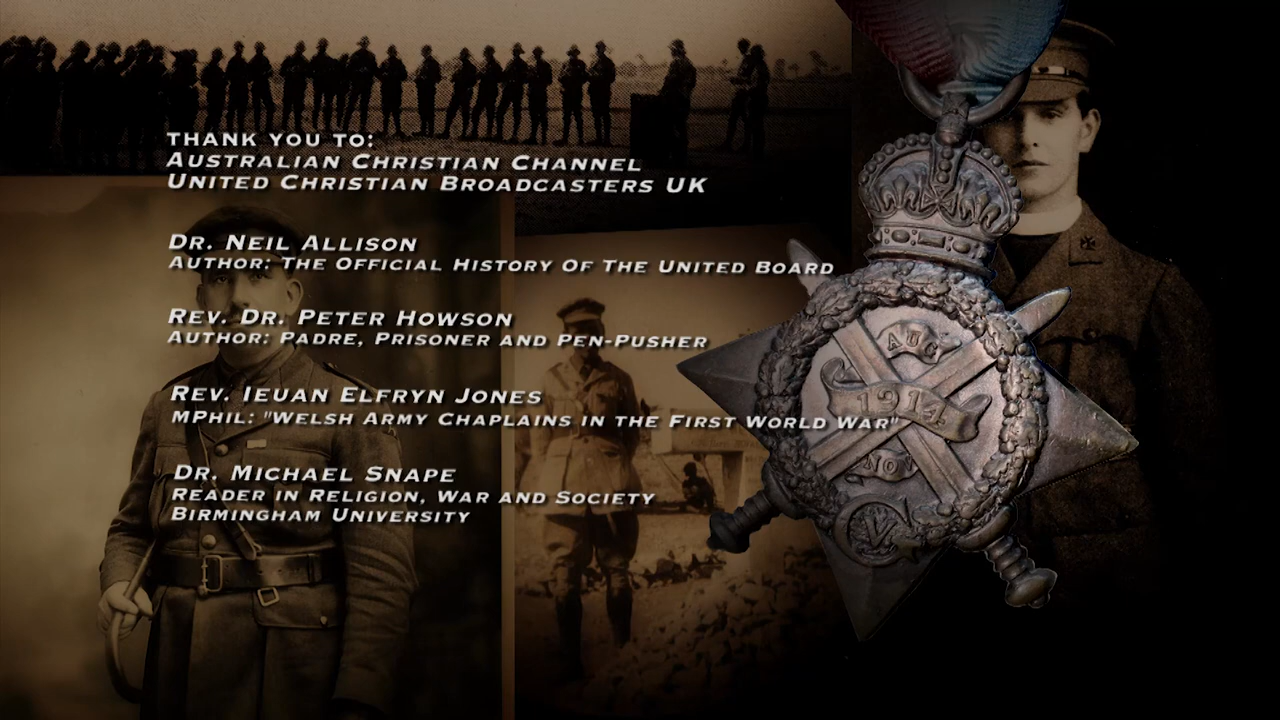 THANK YOU TO:
AUSTRALIAN CHRISTIAN CHANNEL
UNITED CHRISTIAN BROADCASTERS UK
DR. NEIL ALLISON
AUTHOR: THE OFFICIAL HISTORY OF THE UNITED BOARD
REV. DR. PETER HOWSON
AUTHOR: PADRE, PRISONER AND PEN-PUSHER
REV. IEUAN ELFRYN JONES
MPHIL: "WELSH ARMY CHAPLAINS IN THE FIRST WORLD WAR"
DR. MICHAEL SNAPE
READER IN RELIGION, WAR AND SOCIETY
BIRMINGHAM UNIVERSITY
AUG
1914
NOV